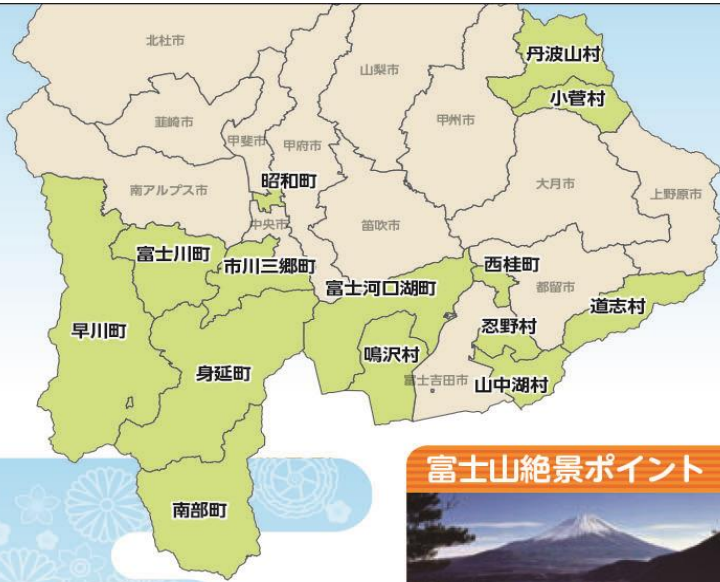 北杜市
山梨市
丹波山村
小菅村
韮崎市
甲斐市
甲府市
甲州市
昭和町
南アルプス市
大月市
上野原市
中央市
笛吹市
富士川町
市川三郷町
西桂町
富士河口湖町
都留市
道志村
早川町
忍野村
鳴沢村
身延町
富士吉田市
山中湖村
富士山絶景ポイント
南部町